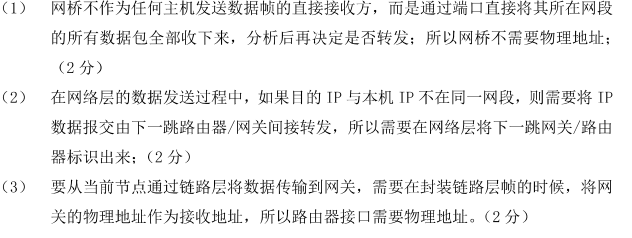 （1） 网桥不作为任何主机发送数据帧的直接接收方，而是通过端口直接将其所在网段
的所有数据包全部收下来，分析后再决定是否转发；所以网桥不需要物理地址；
（2 分）
（2） 在网络层的数据发送过程中，如果目的 IP 与本机 IP 不在同一网段，则需要将 IP
数据报交由下一跳路由器/网关间接转发，所以需要在网络层将下一跳网关/路由
器标识出来；（2 分）
（3） 要从当前节点通过链路层将数据传输到网关，需要在封装链路层帧的时候，将网
关的物理地址作为接收地址，所以路由器接口需要物理地址。（2 分）